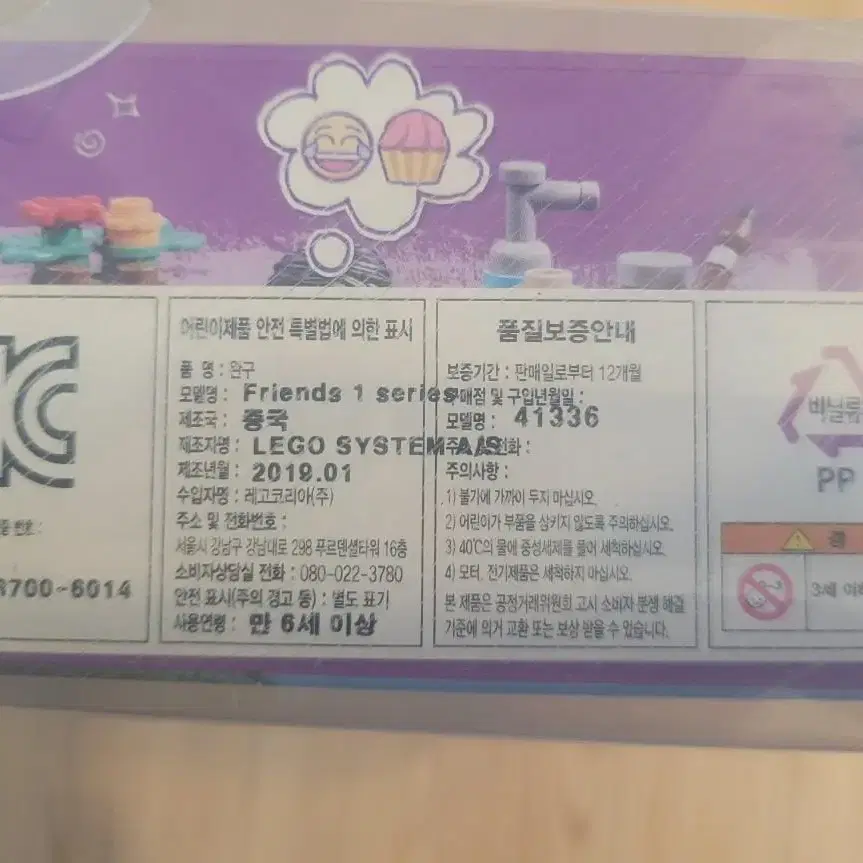 KC
R700-6014
어린이제품 안전 특별법에 의한 표시
품 명 : 완구
모델명 : Friends 1 series
제조국 : 중국
제조자명 : LEGO SYSTEM A/S
제조년월 : 2019.01
수입자명 : 레고코리아(주)
주소 및 전화번호 :
서울시 강남구 강남대로 298 푸르덴셜타워 16층
소비자상담실 전화 : 080-022-3780
안전 표시(주의 경고 등) : 별도 표기
사용연령 : 만 6세 이상
품질보증안내
보증기간 : 판매일로부터 12개월
구매점 및 구입년월일 :
모델명 : 41336
전화 :
주의사항 :
1) 불가에 가까이 두지 마십시오.
2) 어린이가 부품을 삼키지 않도록 주의하십시오.
3) 40℃의 물에 중성세제를 풀어 세척하십시오.
4) 모터, 전기제품은 세척하지 마십시오.
본 제품은 공정거래위원회 고시 소비자 분쟁 해결
기준에 의거 교환 또는 보상 받을 수 있습니다.
비닐류
PP
경
0-3
3세 이하